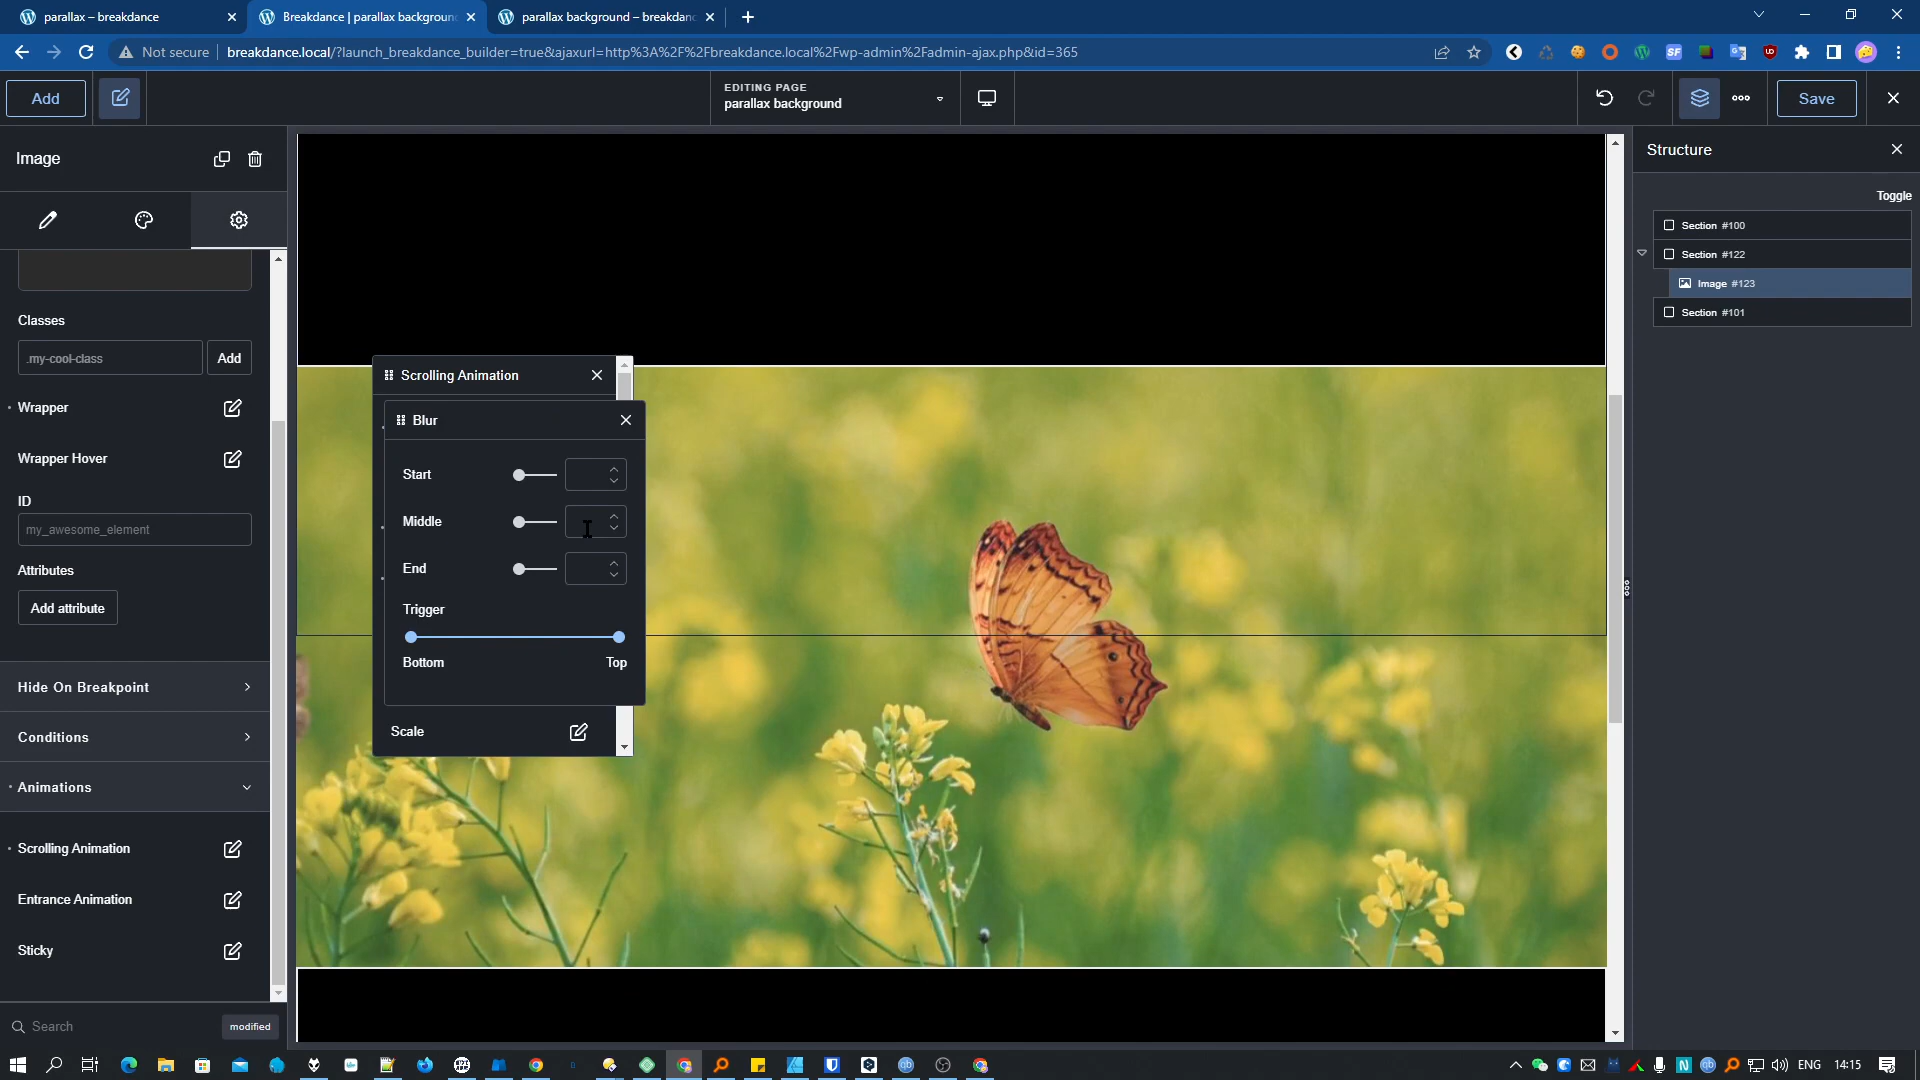 parallax – breakdance
Breakdance | parallax backgroun
parallax background – breakdanc
Not secure
breakdance.local/?launch_breakdance_builder=true&ajaxurl=http%3A%2F%2Fbreakdance.local%2Fwp-admin%2Fadmin-ajax.php&id=365
Add
EDITING PAGE
parallax background
Save
Image
Structure
Toggle
Section #100
Section #122
Image #123
Section #101
Classes
.my-cool-class
Add
Wrapper
Wrapper Hover
ID
my_awesome_element
Attributes
Add attribute
Hide On Breakpoint
Conditions
Animations
Scrolling Animation
Entrance Animation
Sticky
Search
modified
Scrolling Animation
Blur
Start
Middle
End
Trigger
Bottom
Top
Scale
ENG
14:15